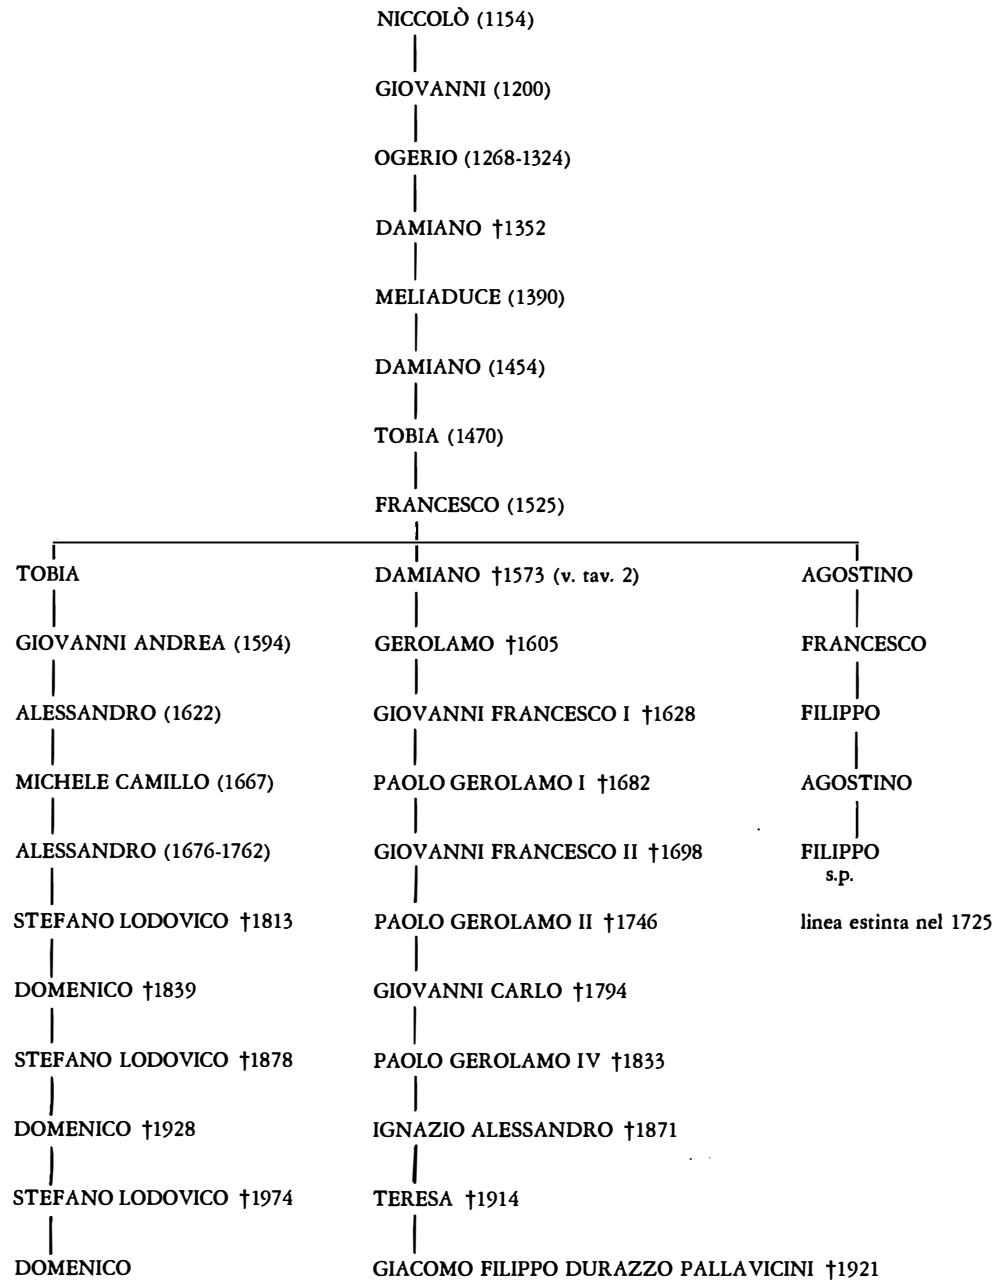 NICCOLÒ (1154)
GIOVANNI (1200)
OGERIO (1268-1324)
DAMIANO †1352
MELIADUCE (1390)
DAMIANO (1454)
TOBIA (1470)
FRANCESCO (1525)
TOBIA DAMIANO †1573 (v. tav. 2) AGOSTINO
GIOVANNI ANDREA (1594) GEROLAMO †1605 FRANCESCO
ALESSANDRO (1622) GIOVANNI FRANCESCO I †1628 FILIPPO
MICHELE CAMILLO (1667) PAOLO GEROLAMO I †1682 AGOSTINO
ALESSANDRO (1676-1762) GIOVANNI FRANCESCO II †1698 FILIPPO
s.p.
STEFANO LODOVICO †1813 PAOLO GEROLAMO II †1746 linea estinta nel 1725
DOMENICO †1839 GIOVANNI CARLO †1794
STEFANO LODOVICO †1878 PAOLO GEROLAMO IV †1833
DOMENICO †1928 IGNAZIO ALESSANDRO †1871
STEFANO LODOVICO †1974 TERESA †1914
DOMENICO GIACOMO FILIPPO DURAZZO PALLAVICINI †1921